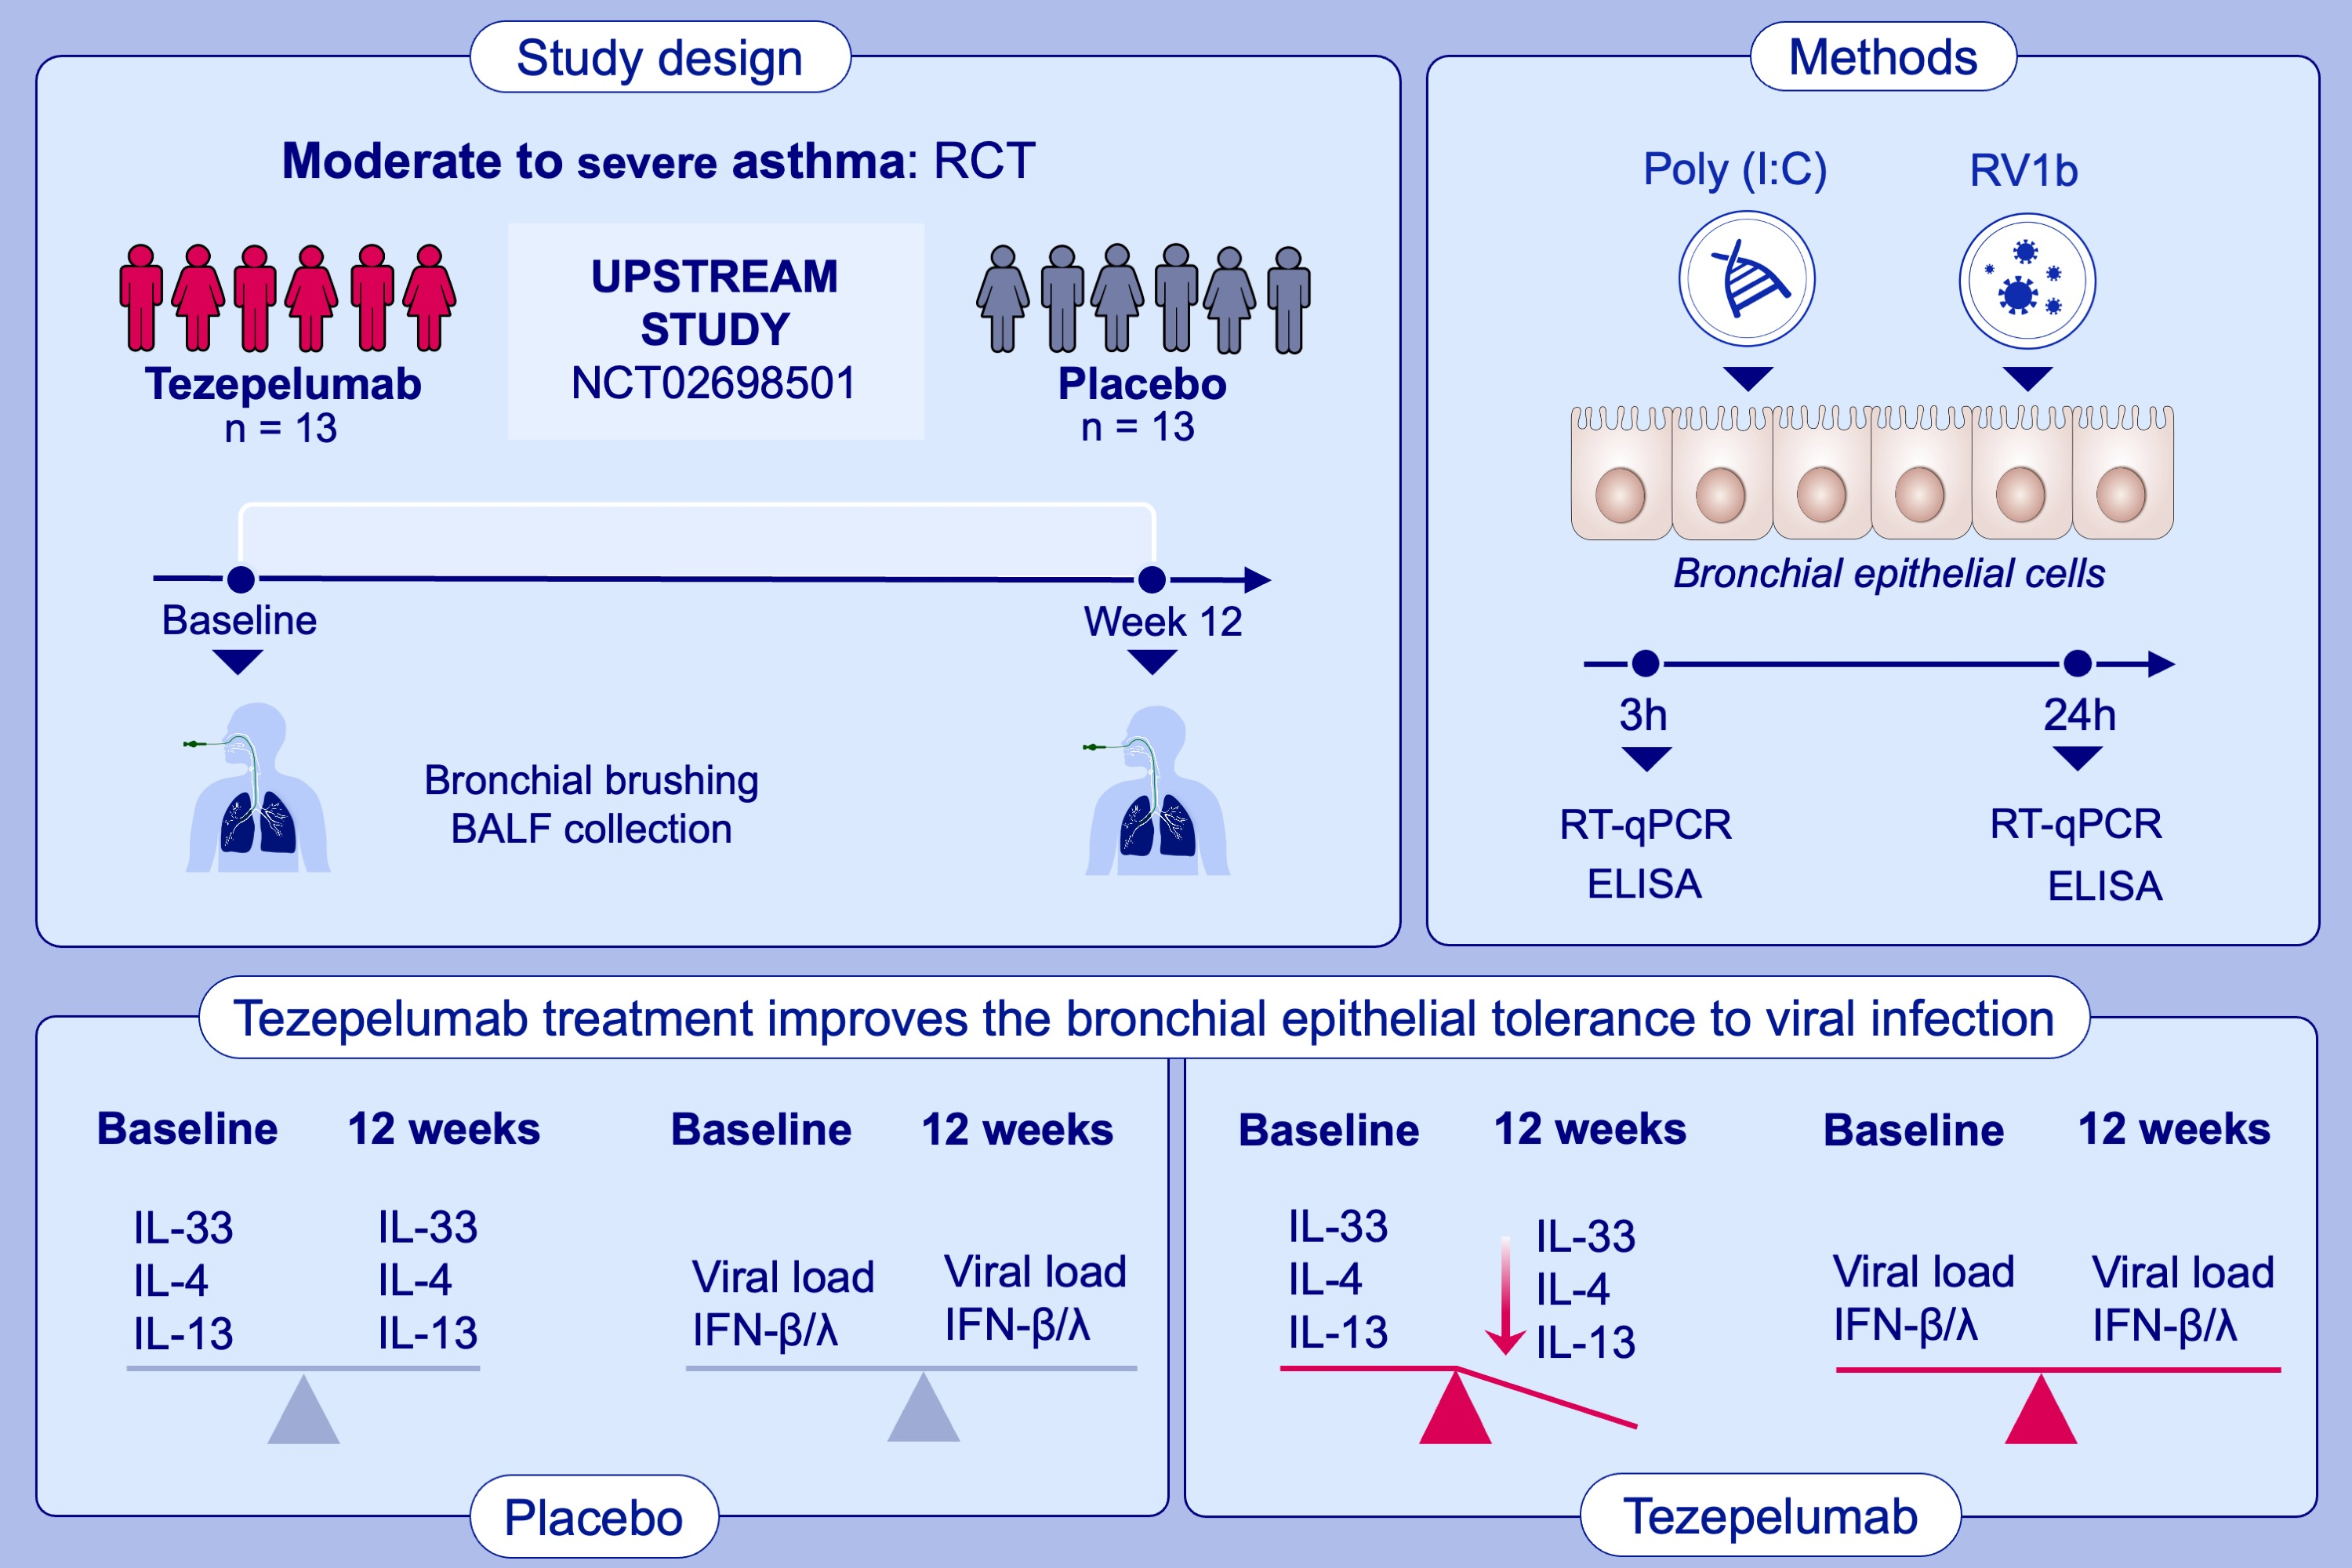 Study design
Moderate to severe asthma: RCT
Tezepelumab
n = 13
UPSTREAM
STUDY
NCT02698501
Placebo
n = 13
Baseline
Week 12
Bronchial brushing
BALF collection
Methods
Poly (I:C)
RV1b
Bronchial epithelial cells
3h
24h
RT-qPCR
ELISA
RT-qPCR
ELISA
Tezepelumab treatment improves the bronchial epithelial tolerance to viral infection
Baseline
12 weeks
IL-33
IL-4
IL-13
IL-33
IL-4
IL-13
Baseline
12 weeks
Viral load
IFN-β/λ
Viral load
IFN-β/λ
Placebo
Baseline
12 weeks
IL-33
IL-4
IL-13
IL-33
IL-4
IL-13
Baseline
12 weeks
Viral load
IFN-β/λ
Viral load
IFN-β/λ
Tezepelumab